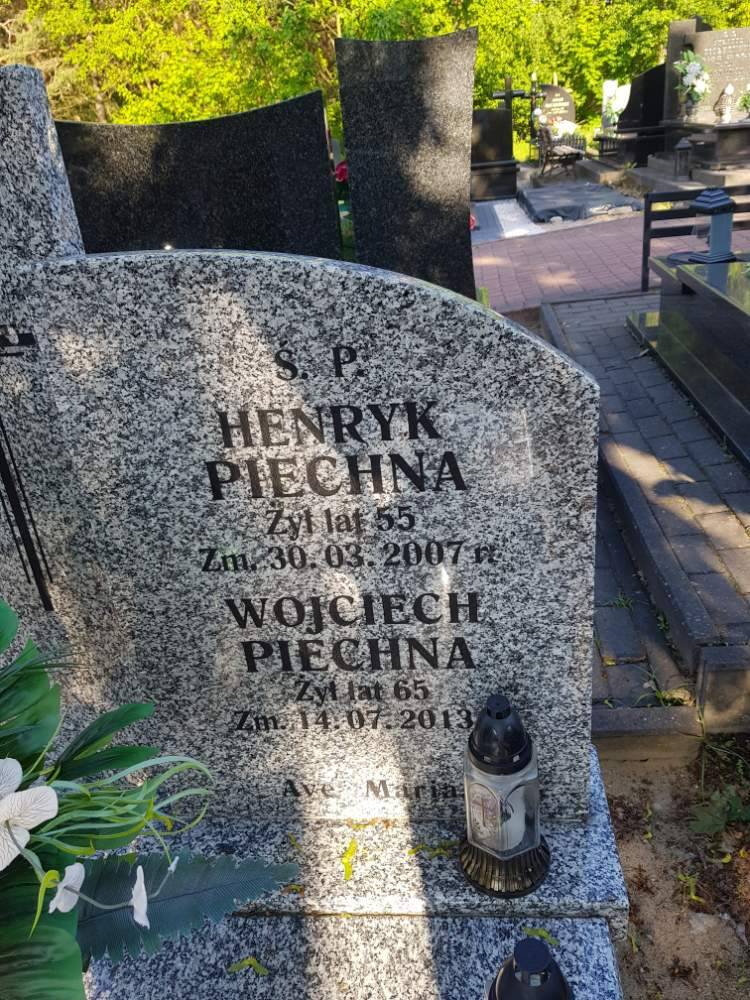 Ś. P.
HENRYK
PIECHNA
Żył lat 55
Zm. 30. 03. 2007 r.
WOJCIECH
PIECHNA
Żył lat 65
Zm. 14. 07. 2013
Ave Maria